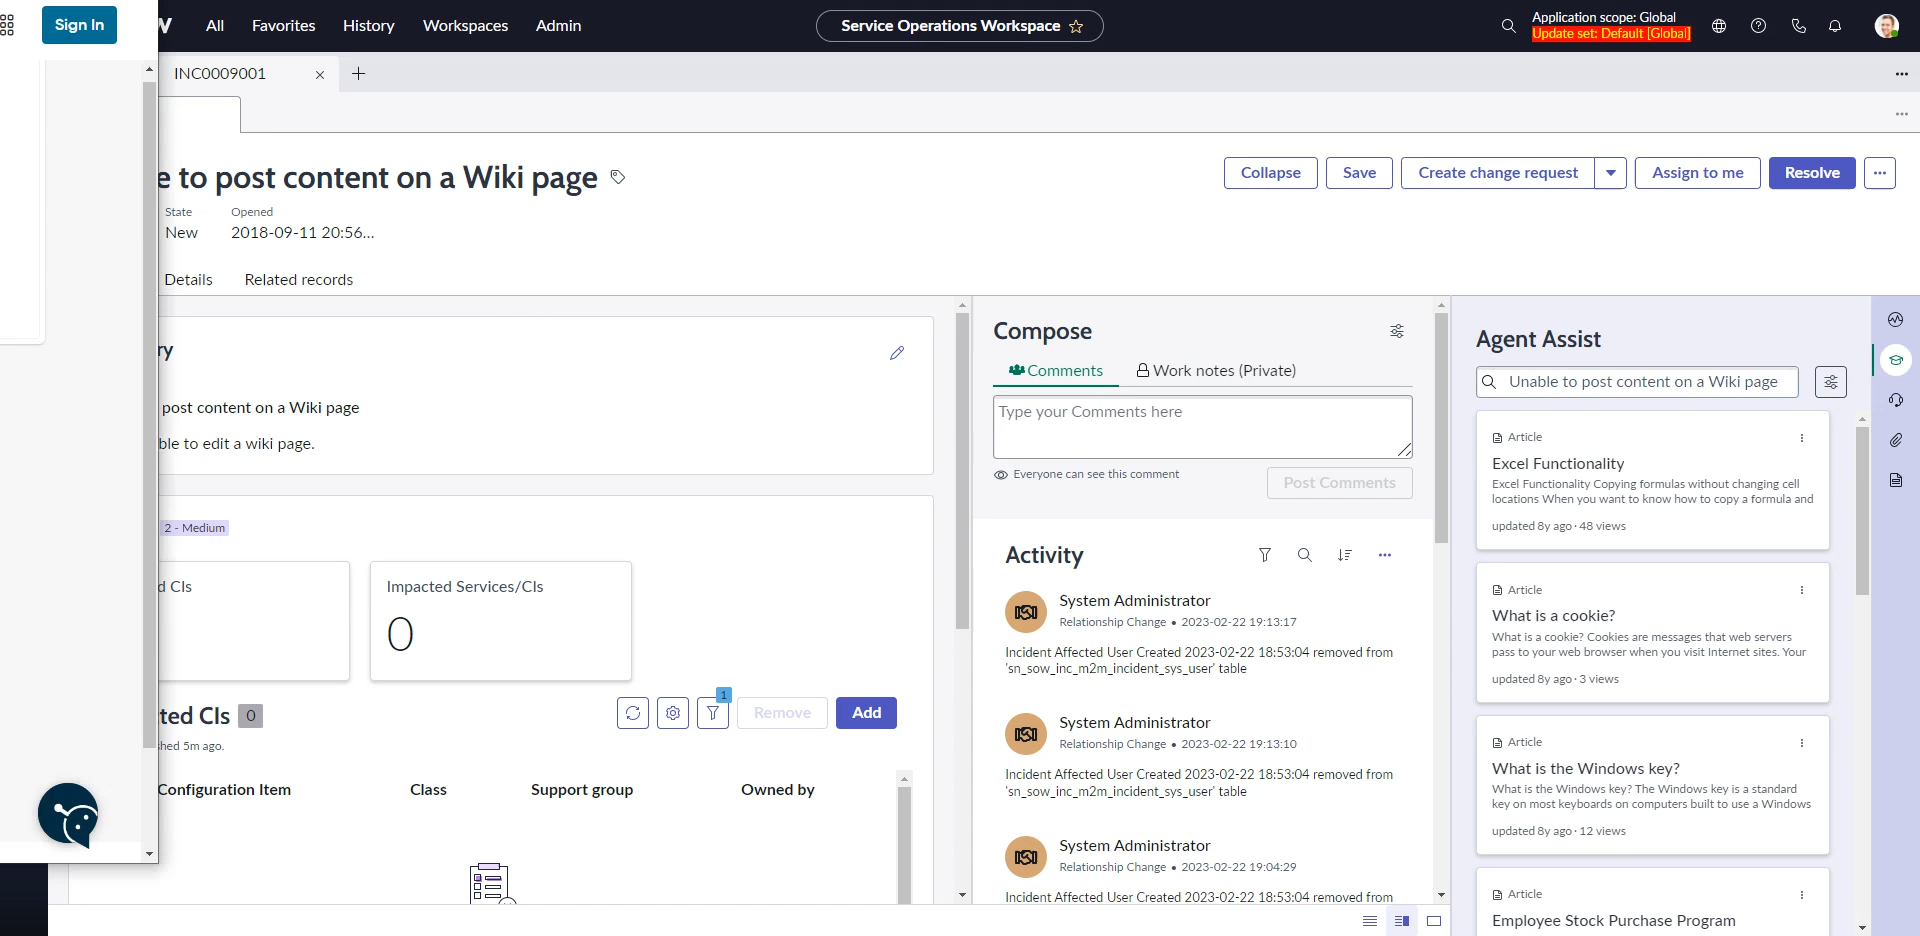 Sign In
All Favorites History Workspaces Admin
Service Operations Workspace
Application scope: Global
Update set: Default [Global]
INC0009001
e to post content on a Wiki page
Collapse Save Create change request Assign to me Resolve
State Opened
New 2018-09-11 20:56...
Details Related records
ry
post content on a Wiki page
ble to edit a wiki page.
2 - Medium
d CIs
Impacted Services/CIs
0
ted CIs 0
1
Remove Add
hed 5m ago.
Configuration Item Class Support group Owned by
Compose
Comments Work notes (Private)
Type your Comments here
Everyone can see this comment
Post Comments
Activity
System Administrator
Relationship Change • 2023-02-22 19:13:17
Incident Affected User Created 2023-02-22 18:53:04 removed from
'sn_sow_inc_m2m_incident_sys_user' table
System Administrator
Relationship Change • 2023-02-22 19:13:10
Incident Affected User Created 2023-02-22 18:53:04 removed from
'sn_sow_inc_m2m_incident_sys_user' table
System Administrator
Relationship Change • 2023-02-22 19:04:29
Incident Affected User Created 2023-02-22 18:53:04 removed from
Agent Assist
Unable to post content on a Wiki page
Article
Excel Functionality
Excel Functionality Copying formulas without changing cell
locations When you want to know how to copy a formula and
updated 8y ago · 48 views
Article
What is a cookie?
What is a cookie? Cookies are messages that web servers
pass to your web browser when you visit Internet sites. Your
updated 8y ago · 3 views
Article
What is the Windows key?
What is the Windows key? The Windows key is a standard
key on most keyboards on computers built to use a Windows
updated 8y ago · 12 views
Article
Employee Stock Purchase Program